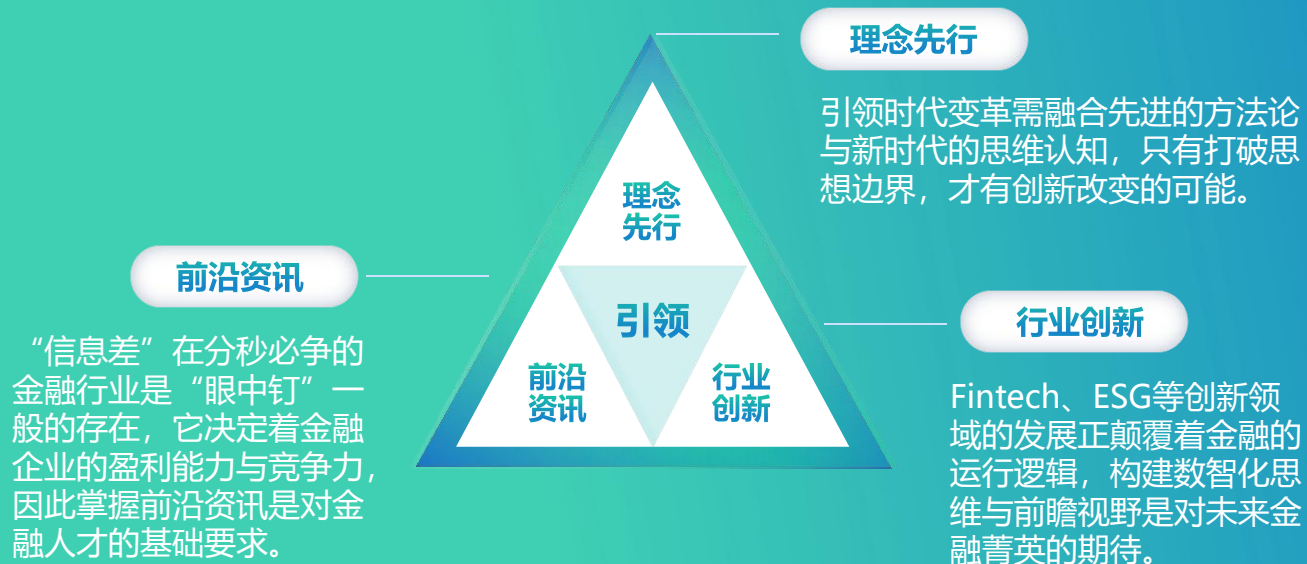 理念先行
引领时代变革需融合先进的方法论
与新时代的思维认知，只有打破思
想边界，才有创新改变的可能。
理念
先行
前沿资讯
“信息差”在分秒必争的
金融行业是“眼中钉”一
般的存在，它决定着金融
企业的盈利能力与竞争力，
因此掌握前沿资讯是对金
融人才的基础要求。
引领
前沿
资讯
行业
创新
行业创新
Fintech、ESG等创新领
域的发展正颠覆着金融的
运行逻辑，构建数智化思
维与前瞻视野是对未来金
融菁英的期待。